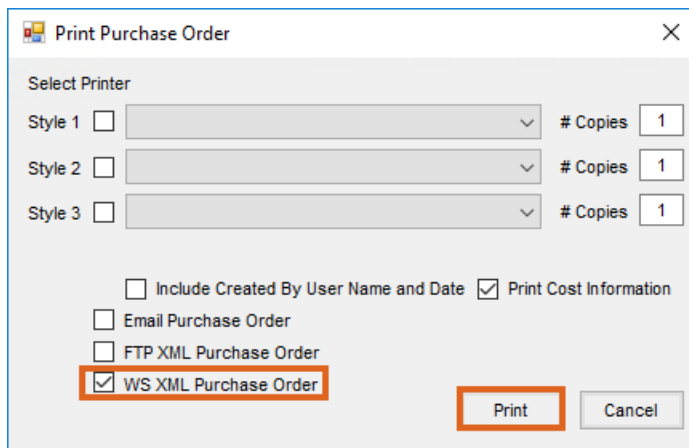 Print Purchase Order
Select Printer
Style 1 # Copies 1
Style 2 # Copies 1
Style 3 # Copies 1
Include Created By User Name and Date Print Cost Information
Email Purchase Order
FTP XML Purchase Order
WS XML Purchase Order
Print Cancel